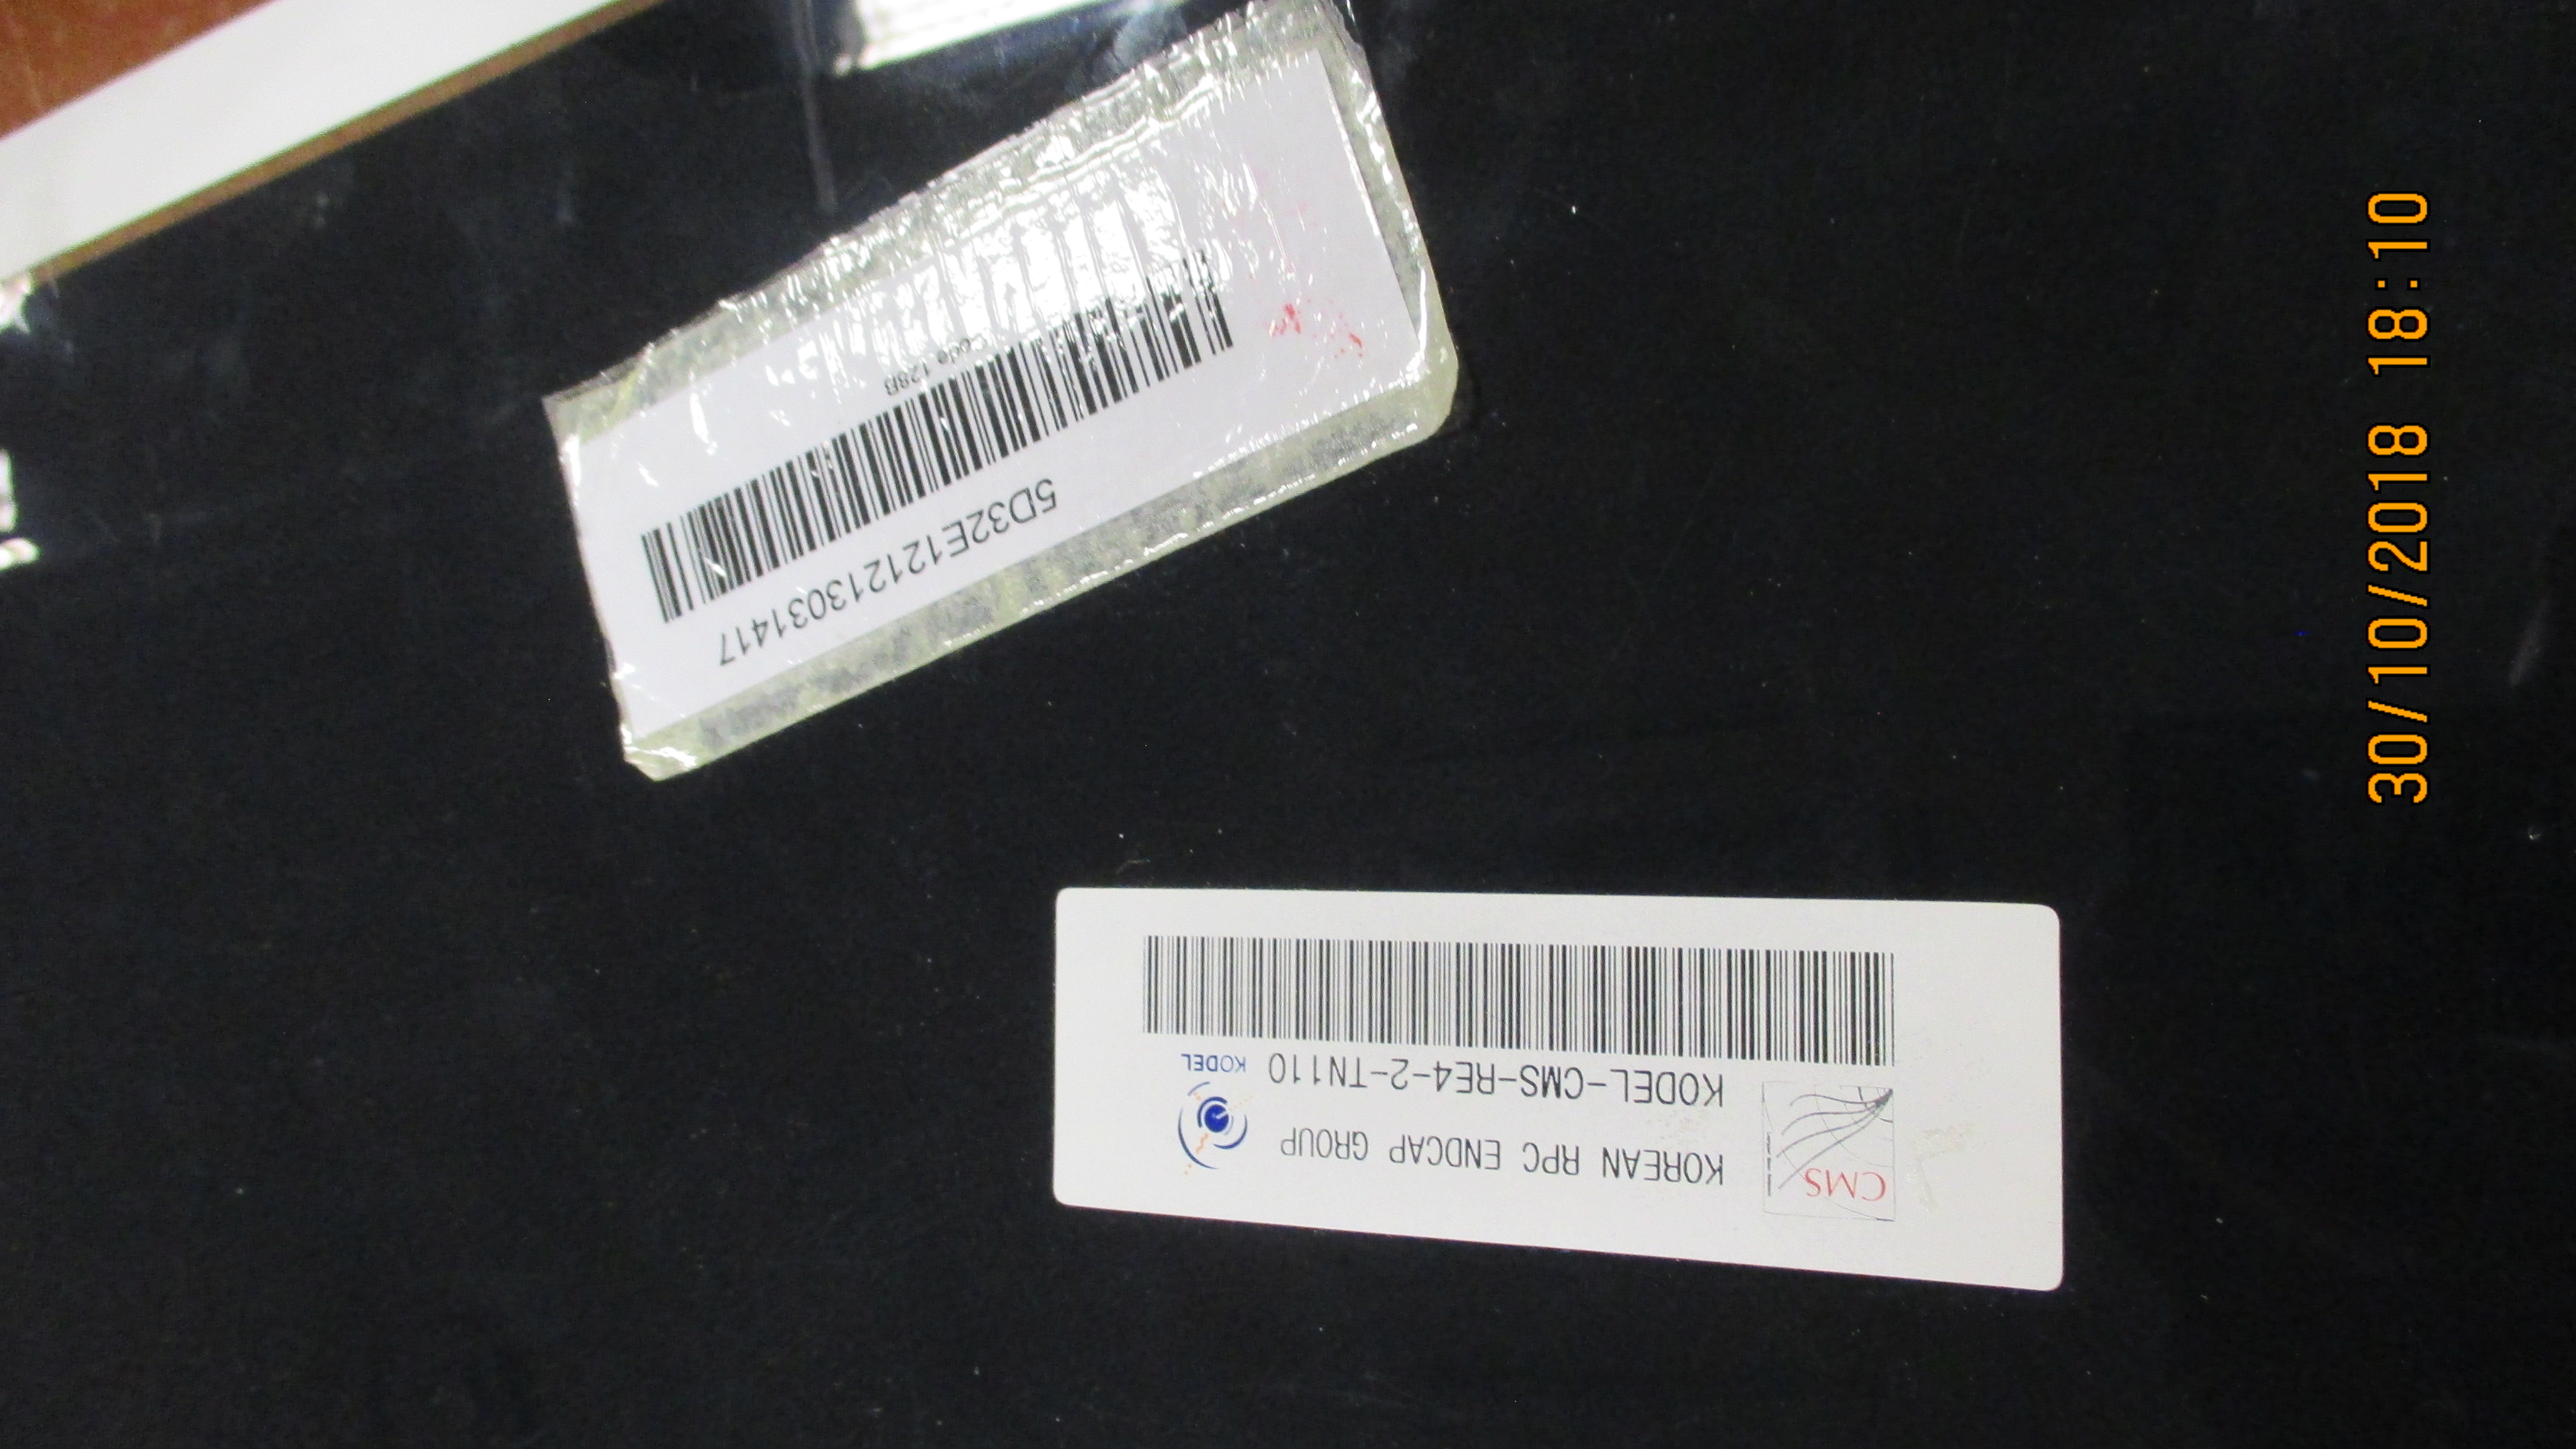 5D32E121213031417
Code 128B
CMS
KOREAN RPC ENDCAP GROUP
KODEL-CMS-RE4-2-TN110
KODEL
30/10/2018 18:10